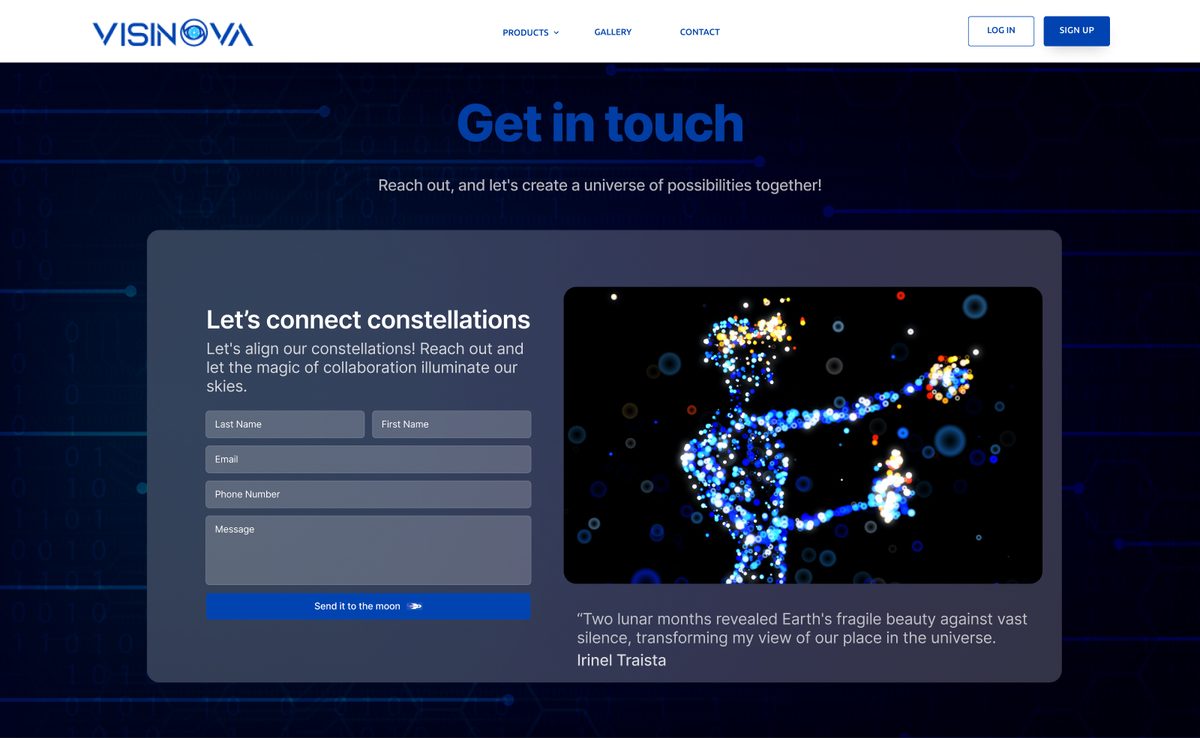 VISINOVA
PRODUCTS
GALLERY
CONTACT
LOG IN
SIGN UP
Get in touch
Reach out, and let's create a universe of possibilities together!
Let’s connect constellations
Let's align our constellations! Reach out and
let the magic of collaboration illuminate our
skies.
Last Name
First Name
Email
Phone Number
Message
Send it to the moon
“Two lunar months revealed Earth's fragile beauty against vast
silence, transforming my view of our place in the universe.
Irinel Traista